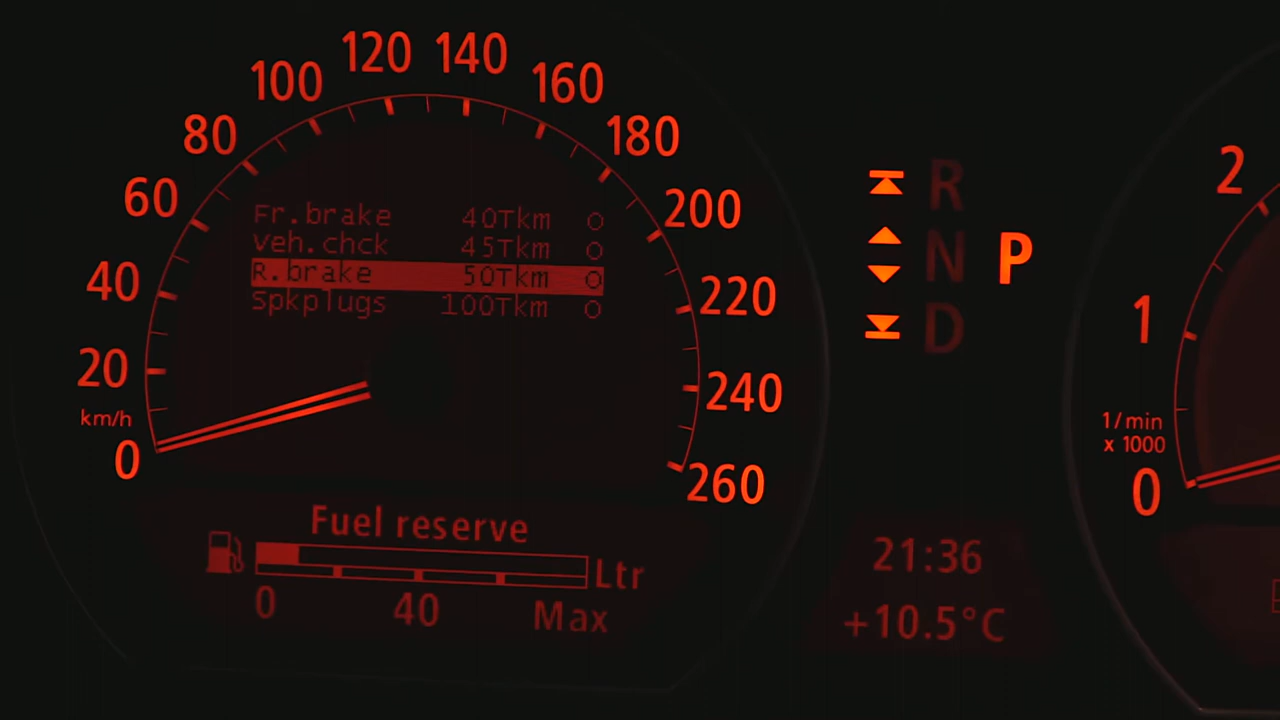 120 140
100 160
80 180
60 200
40 220
20 240
km/h
0 260
Fr.brake 40Tkm O
veh.chck 45Tkm O
R.brake 50Tkm O
Spkplugs 100Tkm O
Fuel reserve
Ltr
0 40 Max
R
N P
D
21:36
+10.5°C
2
1
1/min
x 1000
0